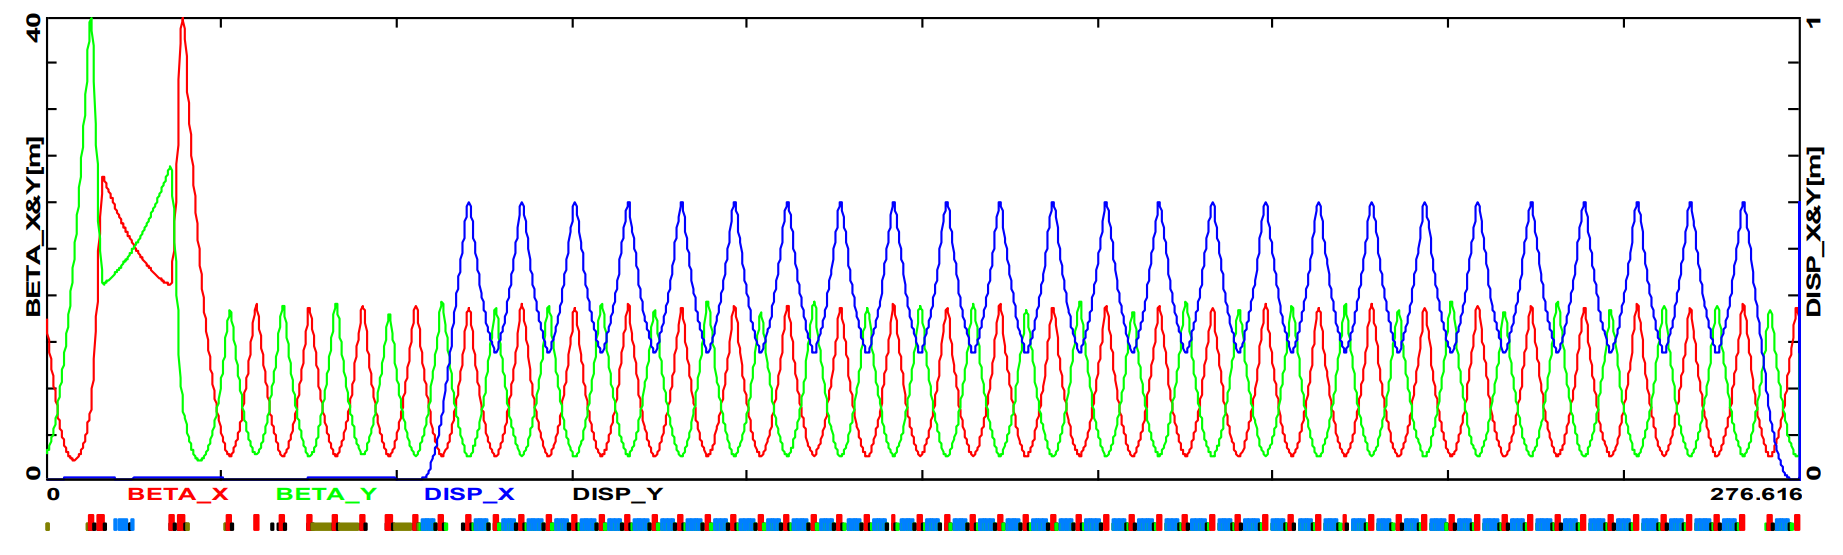 40
BETA_X&Y[m]
0
1
DISP_X&Y[m]
0
0 BETA_X BETA_Y DISP_X DISP_Y 276.616